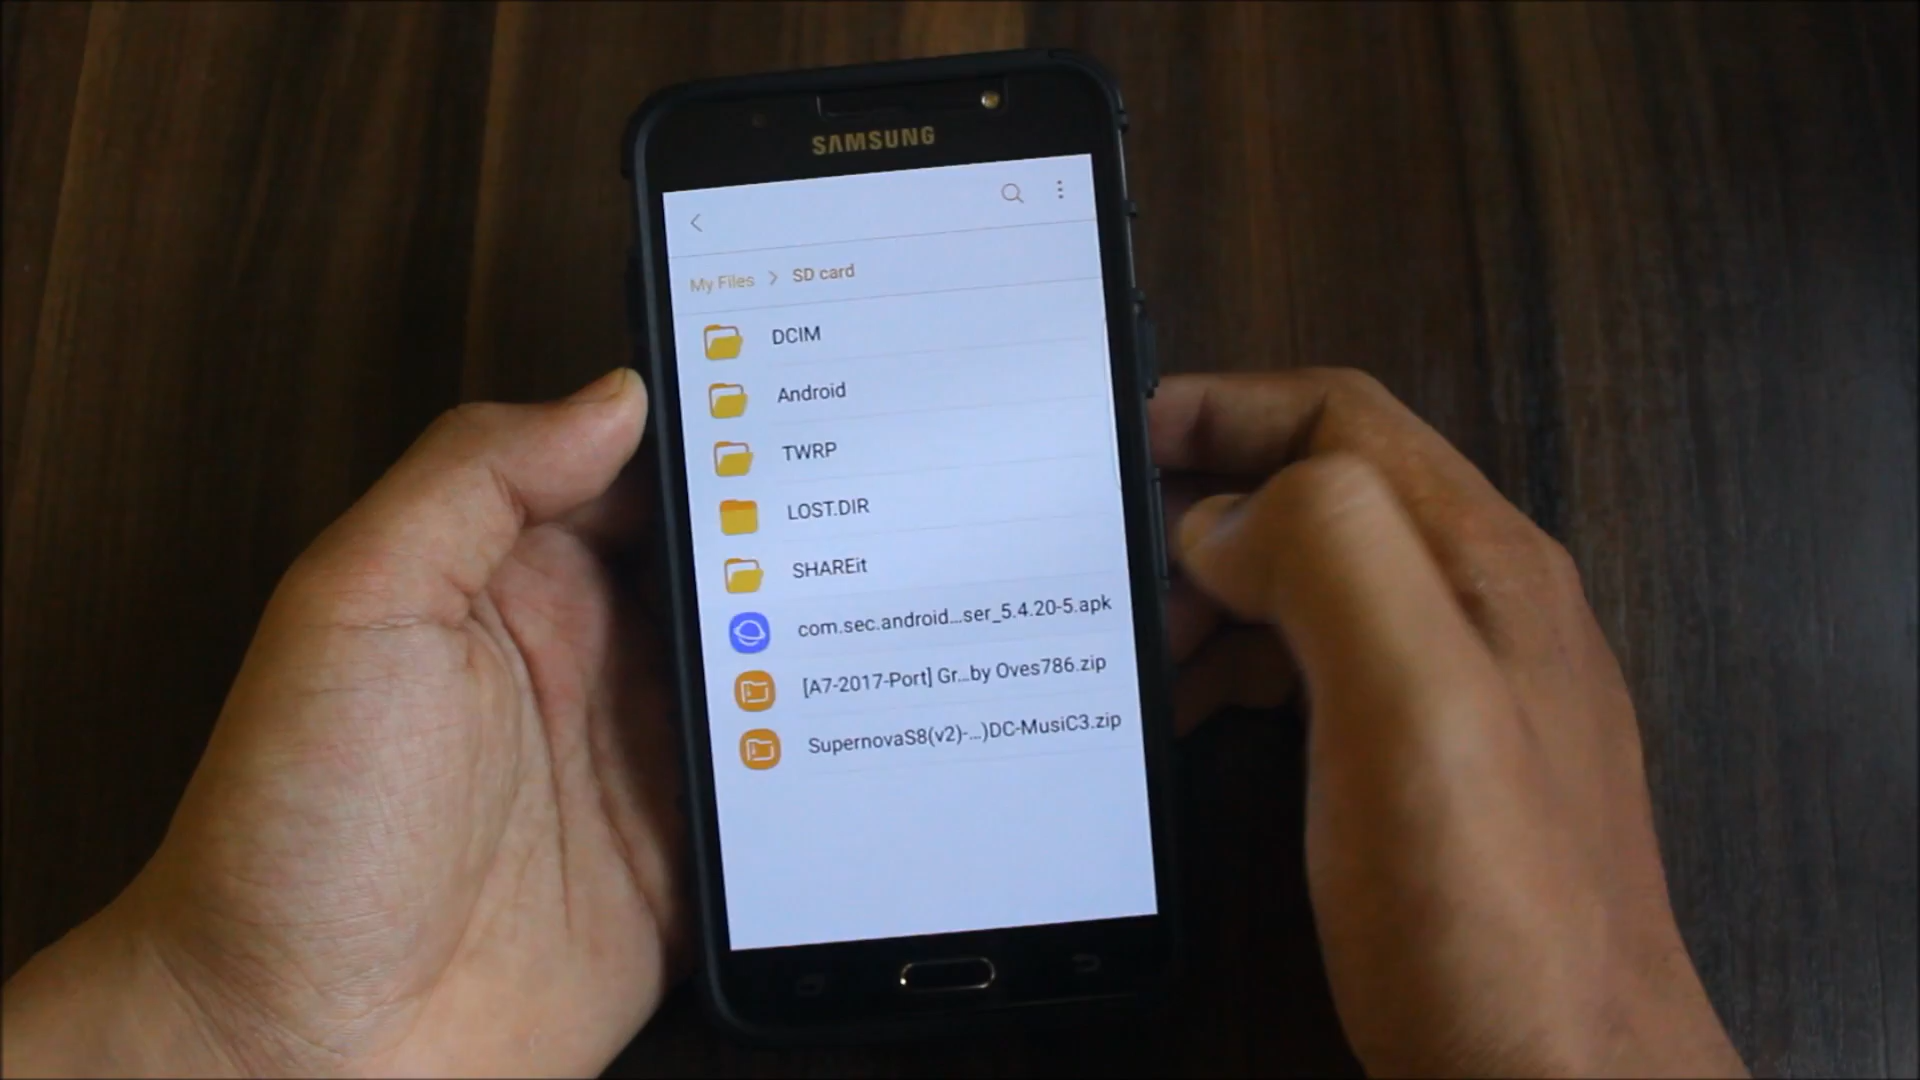 SAMSUNG
My Files > SD card
DCIM
Android
TWRP
LOST.DIR
SHAREit
com.sec.android...ser_5.4.20-5.apk
[A7-2017-Port] Gr...by Oves786.zip
SupernovaS8(v2)-...)DC-MusiC3.zip